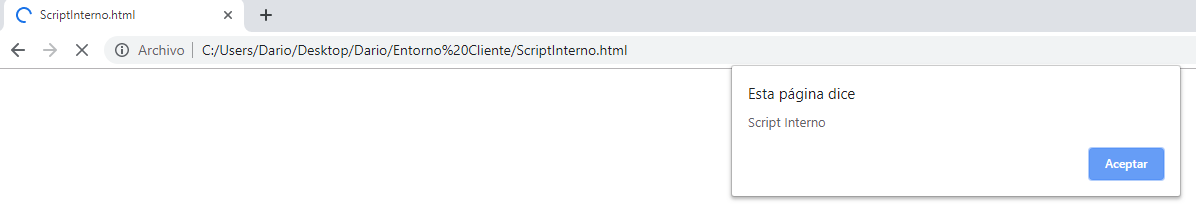 ScriptInterno.html
Archivo | C:/Users/Dario/Desktop/Dario/Entorno%20Cliente/ScriptInterno.html
Esta página dice
Script Interno
Aceptar